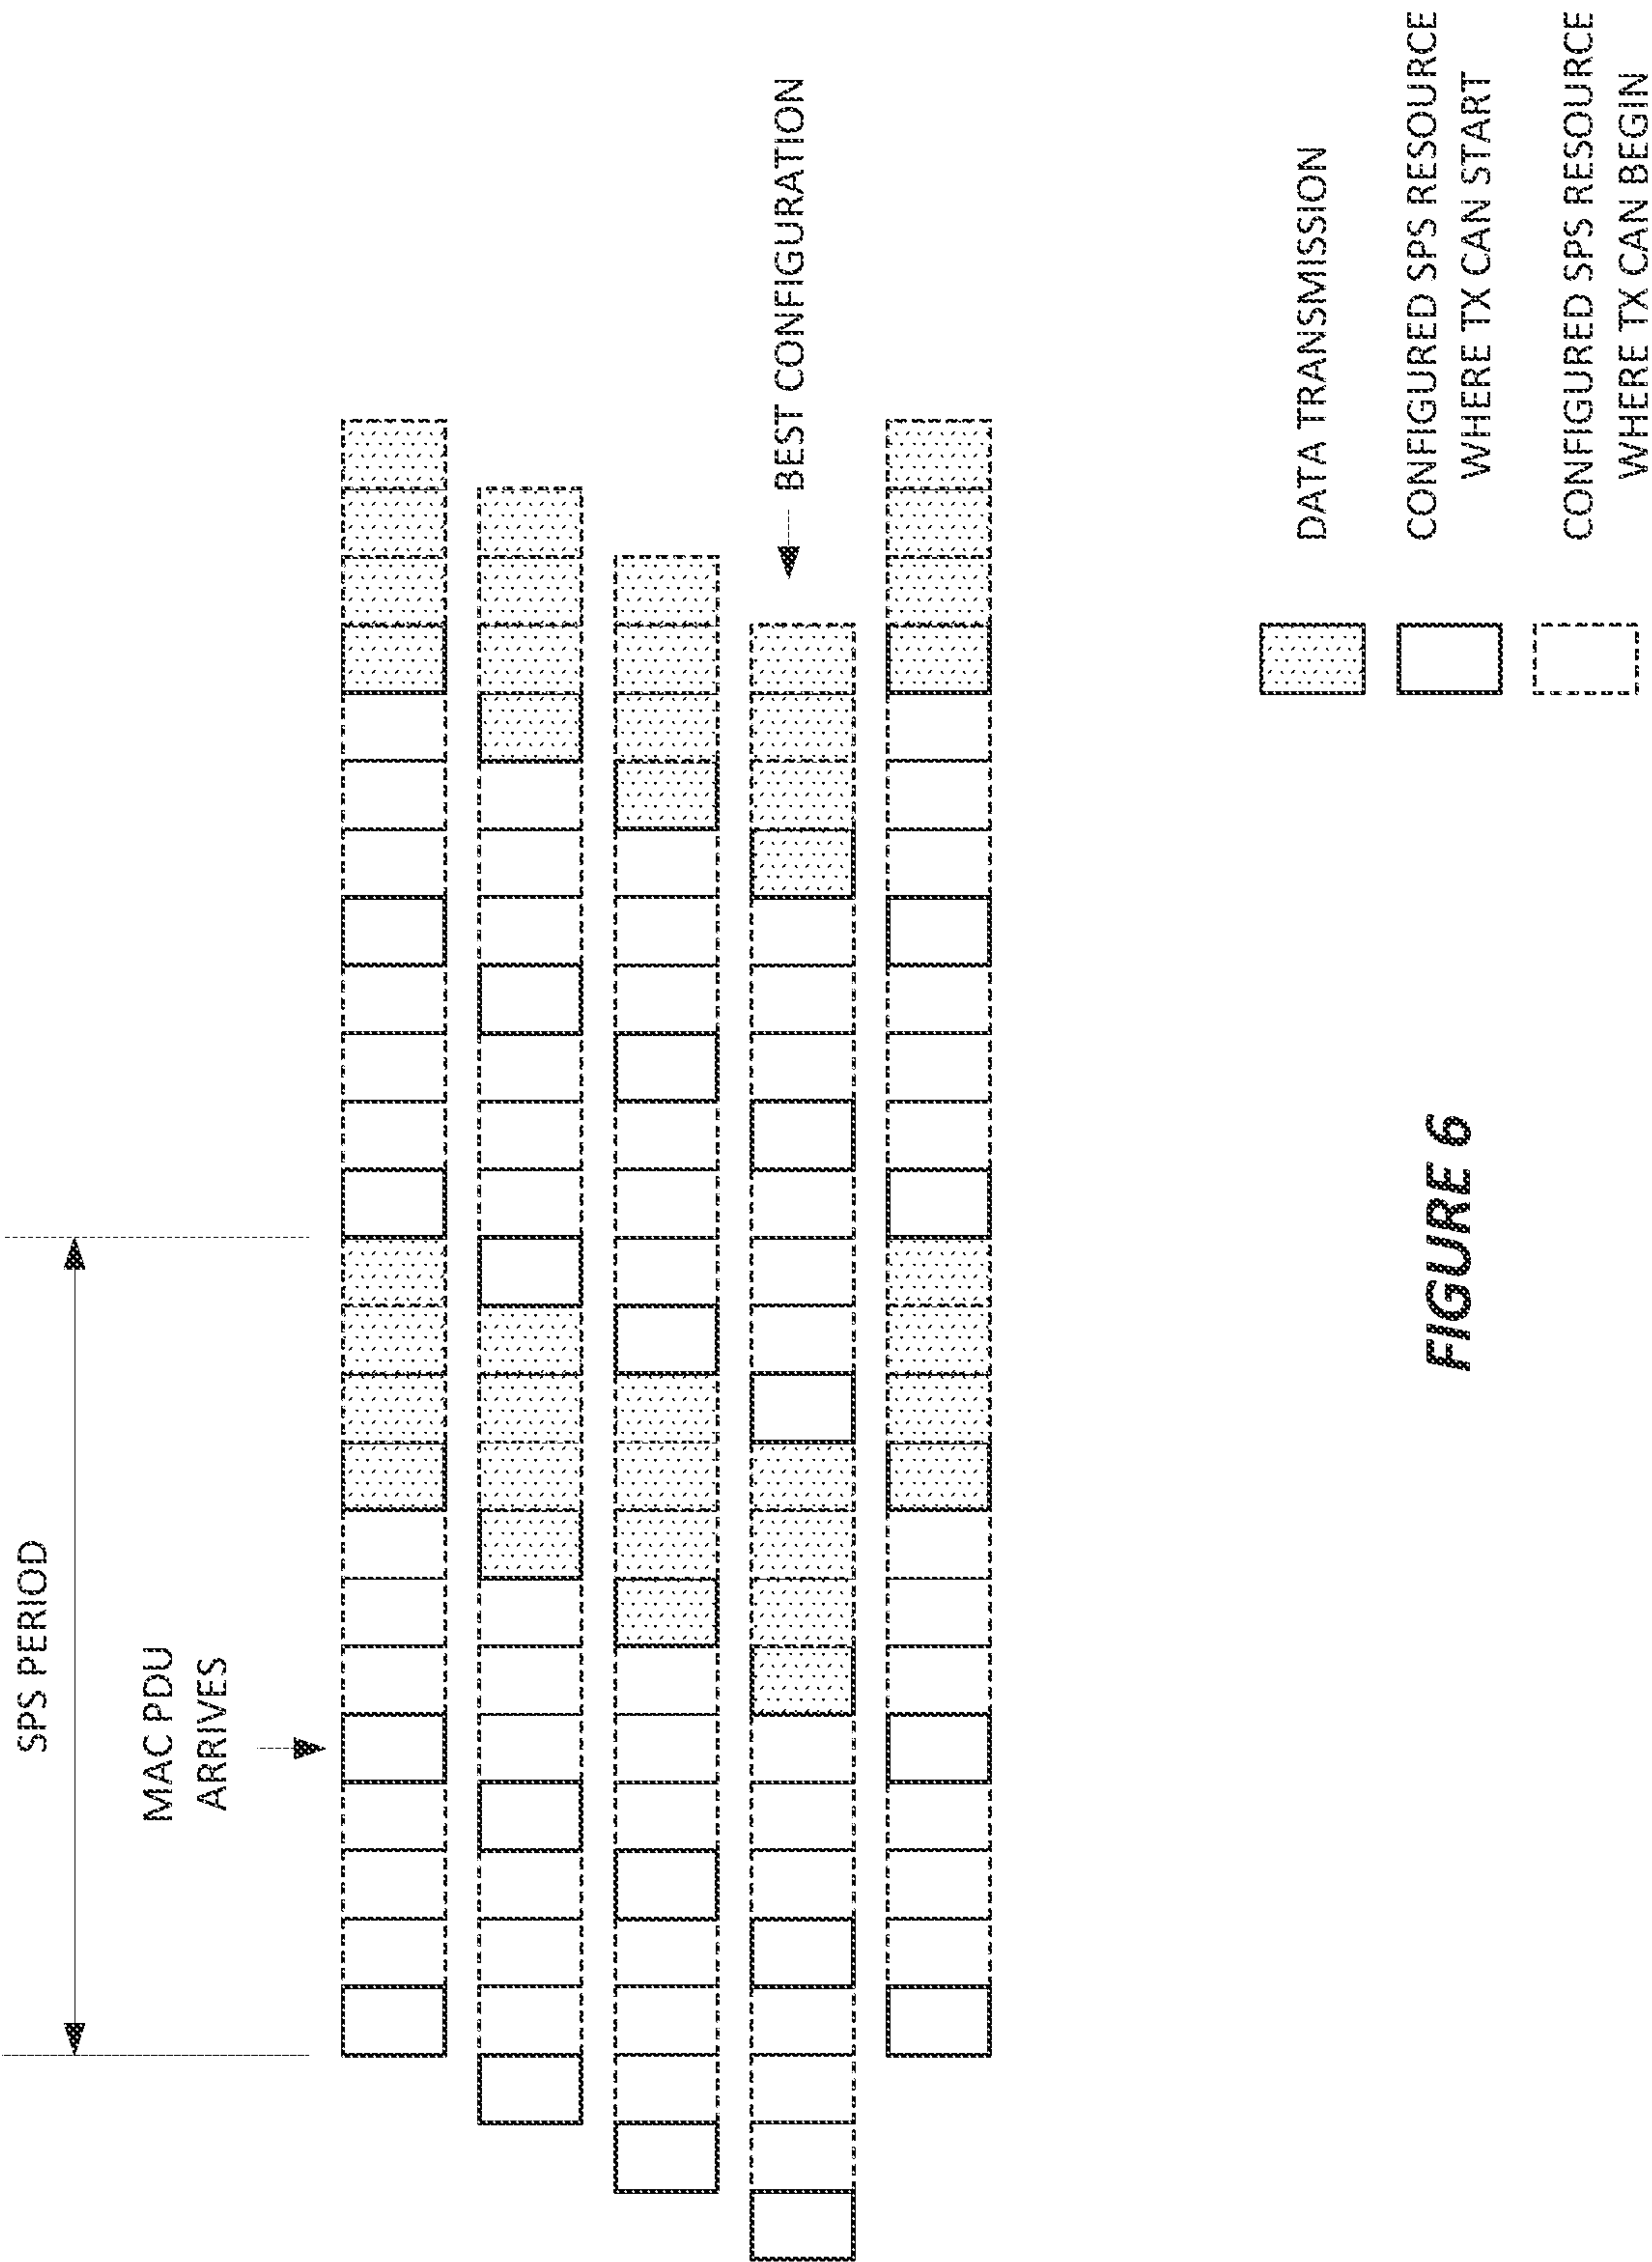 SPS PERIOD
MAC PDU
ARRIVES
BEST CONFIGURATION
DATA TRANSMISSION
CONFIGURED SPS RESOURCE
WHERE TX CAN START
CONFIGURED SPS RESOURCE
WHERE TX CAN BEGIN
FIGURE 6